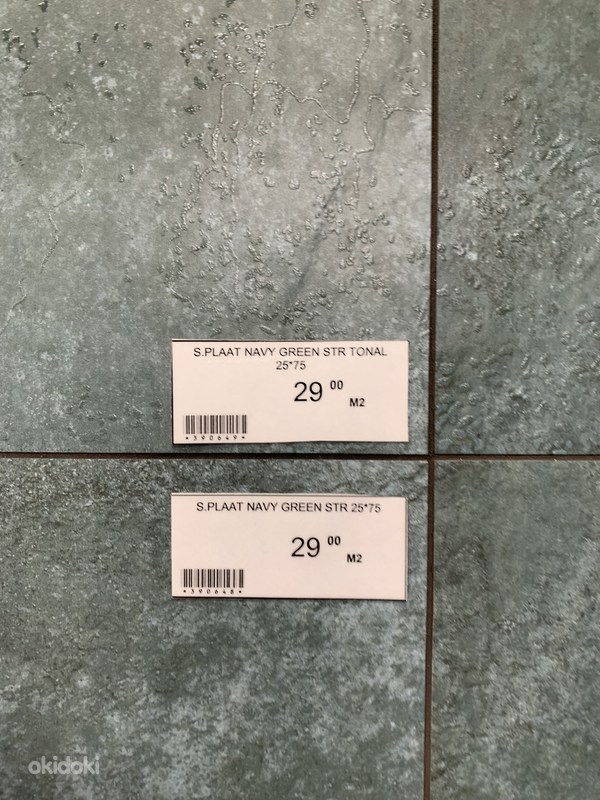 S.PLAAT NAVY GREEN STR TONAL
25*75
29 00
M2
*390649*
S.PLAAT NAVY GREEN STR 25*75
29 00
M2
*390648*
okidoki